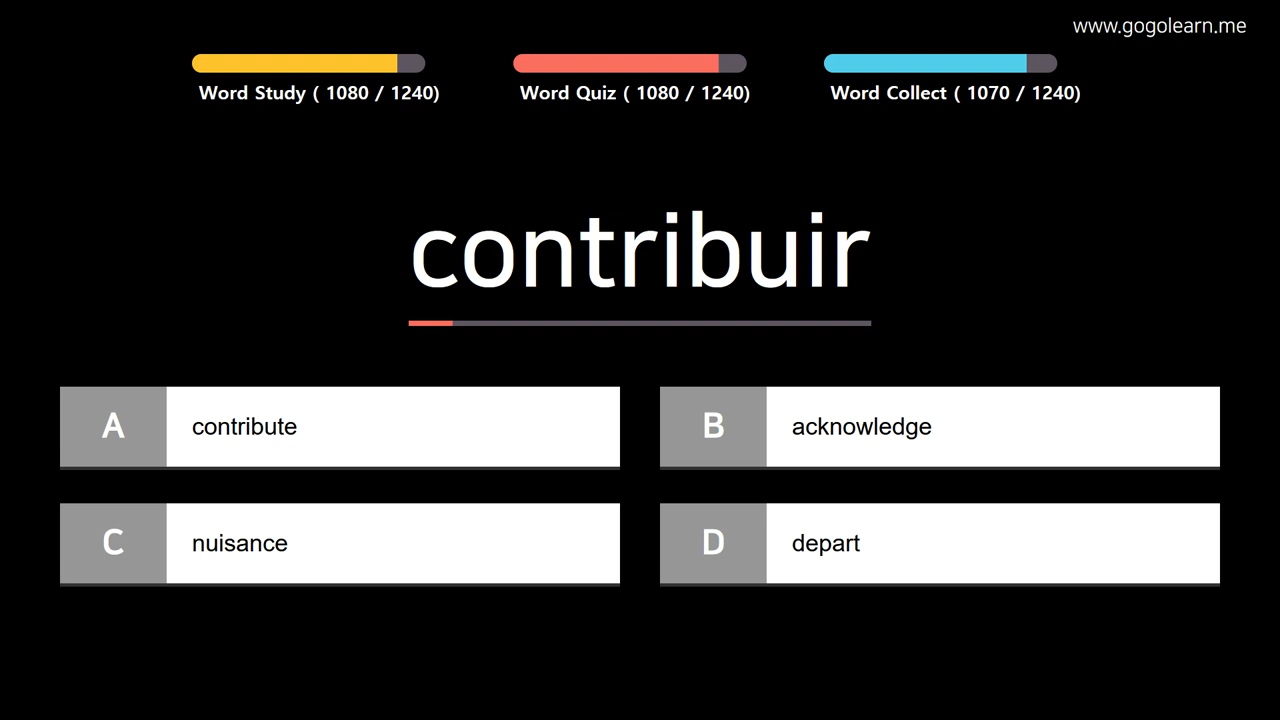 www.gogolearn.me
Word Study ( 1080 / 1240)
Word Quiz ( 1080 / 1240)
Word Collect ( 1070 / 1240)
contribuir
A contribute
B acknowledge
C nuisance
D depart